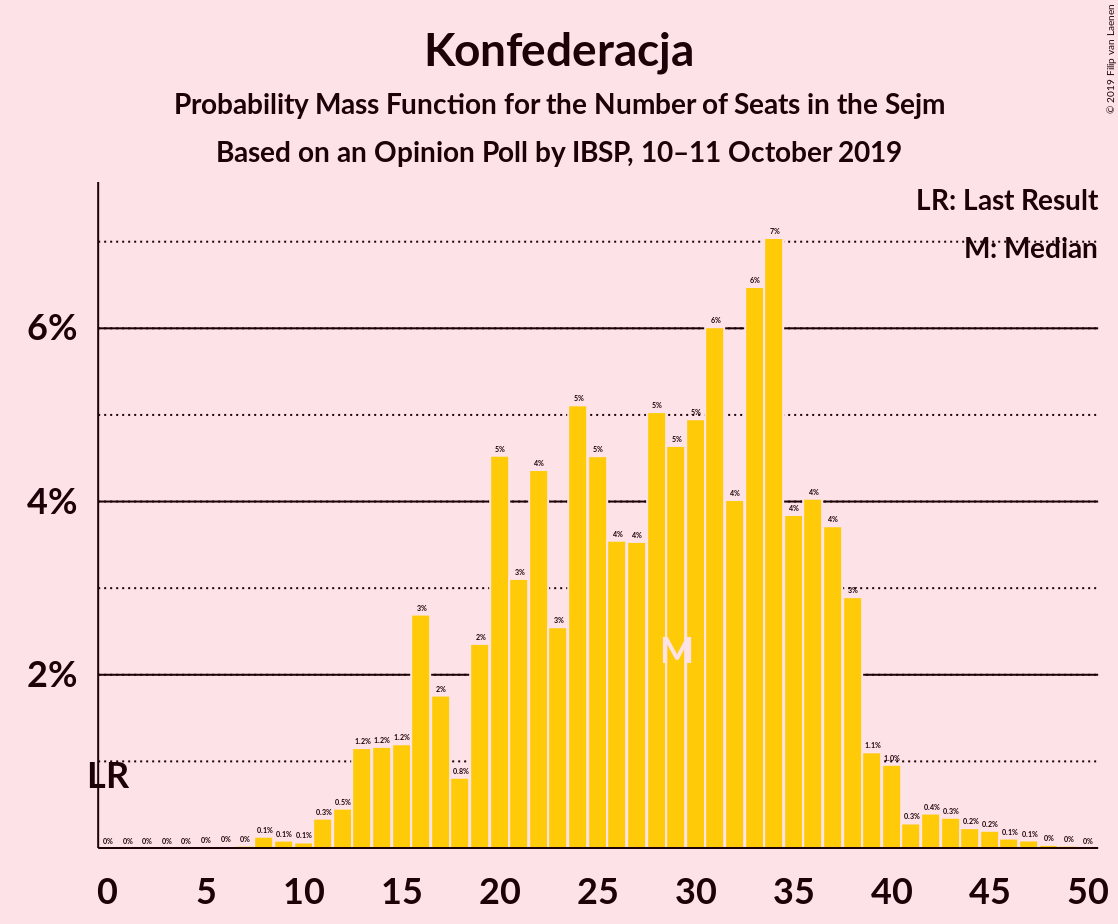 Konfederacja
Probability Mass Function for the Number of Seats in the Sejm
Based on an Opinion Poll by IBSP, 10–11 October 2019
© 2019 Filip van Laenen
LR: Last Result
M: Median
6%
4%
2%
LR
M
0% 0% 0% 0% 0% 0% 0% 0% 0.1% 0.1% 0.1% 0.3% 0.5% 1.2% 1.2% 1.2% 3% 2% 0.8% 2% 5% 3% 4% 3% 5% 5% 4% 4% 5% 5% 5% 6% 4% 6% 7% 4% 4% 4% 3% 1.1% 1.0% 0.3% 0.4% 0.3% 0.2% 0.2% 0.1% 0.1% 0% 0% 0%
0 5 10 15 20 25 30 35 40 45 50